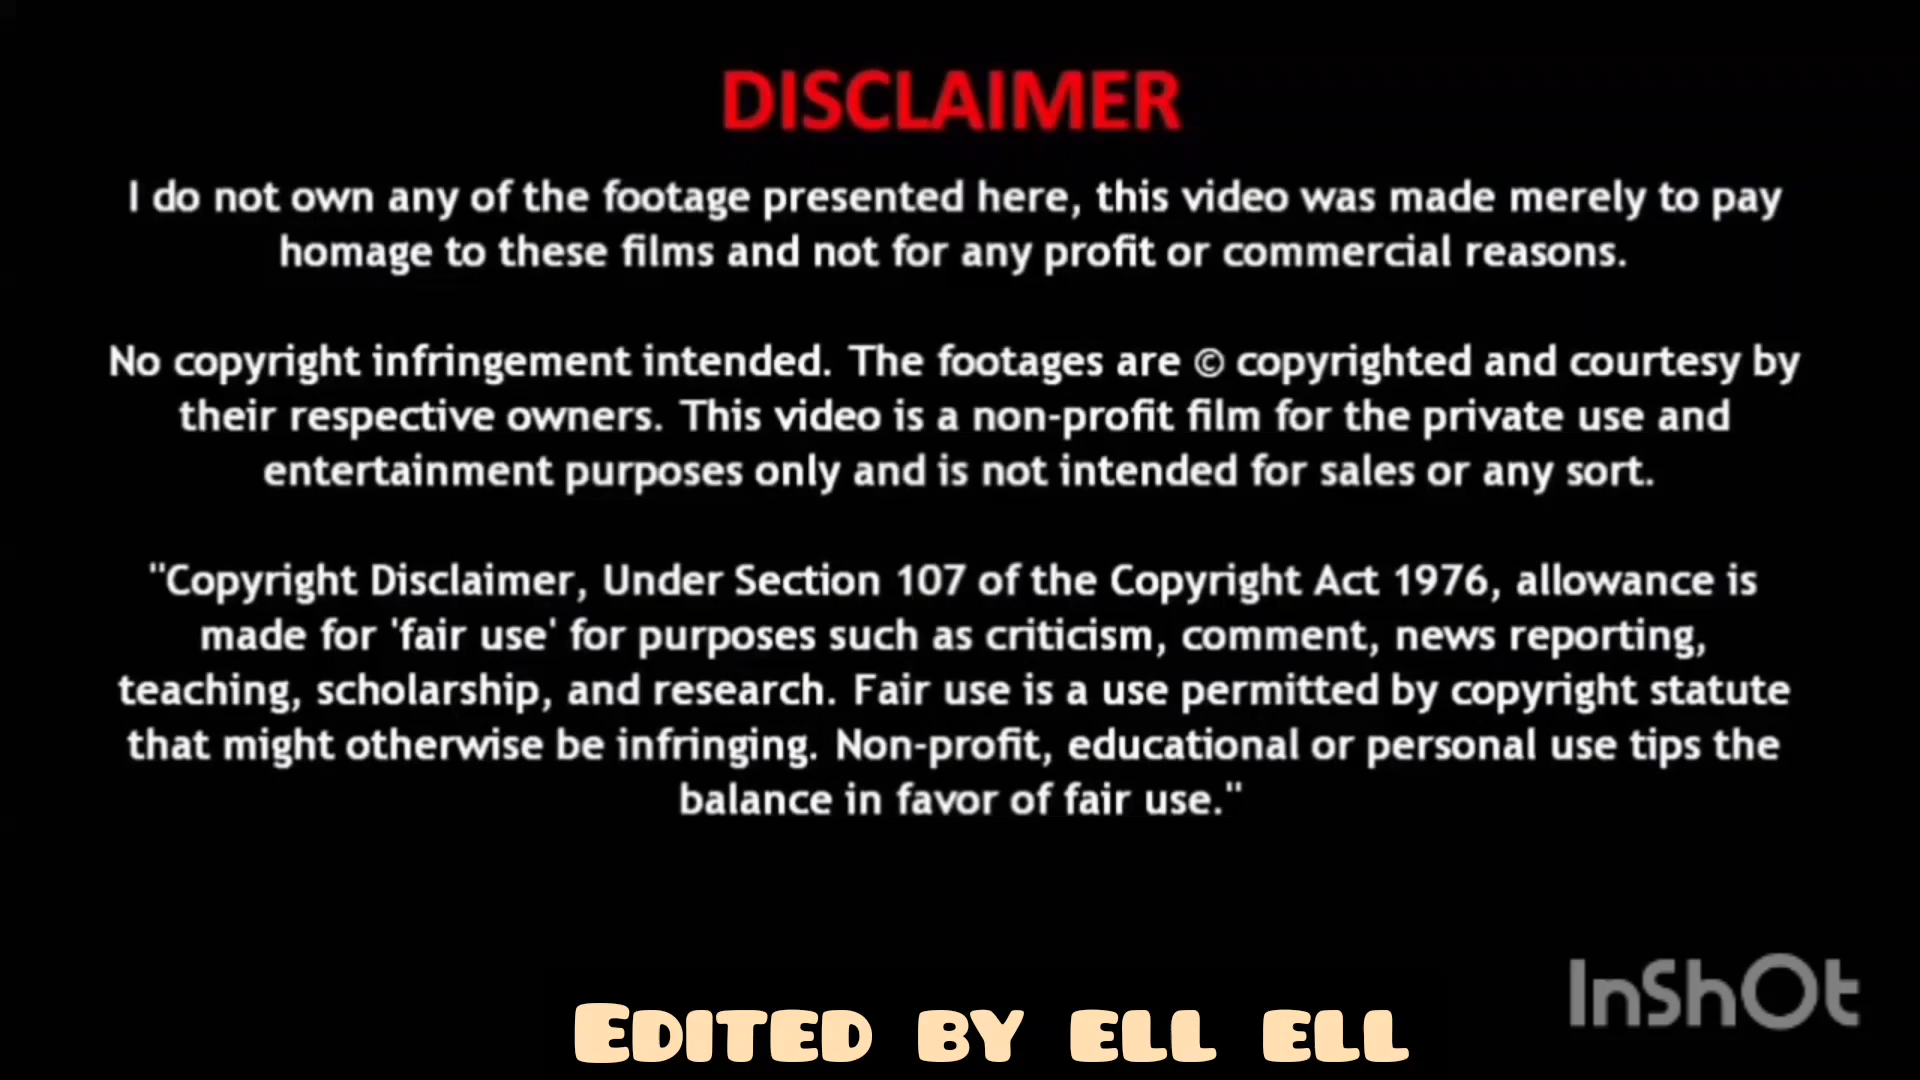 DISCLAIMER
I do not own any of the footage presented here, this video was made merely to pay
homage to these films and not for any profit or commercial reasons.
No copyright infringement intended. The footages are © copyrighted and courtesy by
their respective owners. This video is a non-profit film for the private use and
entertainment purposes only and is not intended for sales or any sort.
"Copyright Disclaimer, Under Section 107 of the Copyright Act 1976, allowance is
made for 'fair use' for purposes such as criticism, comment, news reporting,
teaching, scholarship, and research. Fair use is a use permitted by copyright statute
that might otherwise be infringing. Non-profit, educational or personal use tips the
balance in favor of fair use."
InShOt
EDITED BY ELL ELL